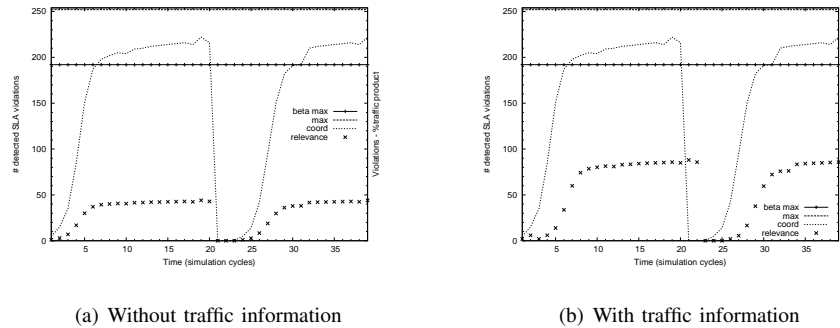 250
200
150
100
50
0
# detected SLA violations
5 10 15 20 25 30 35
Time (simulation cycles)
beta max
max
coord
relevance
Violations - %traffic product
(a) Without traffic information
250
200
150
100
50
0
# detected SLA violations
5 10 15 20 25 30 35
Time (simulation cycles)
beta max
max
coord
relevance
(b) With traffic information